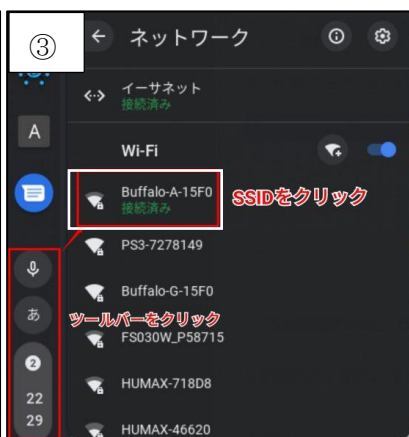 ③
← ネットワーク
イーサネット
接続済み
A
Wi-Fi
Buffalo-A-15F0
接続済み
SSIDをクリック
PS3-7278149
Buffalo-G-15F0
あ
ツールバーをクリック
FS030W_P58715
2
22
29
HUMAX-718D8
HUMAX-46620